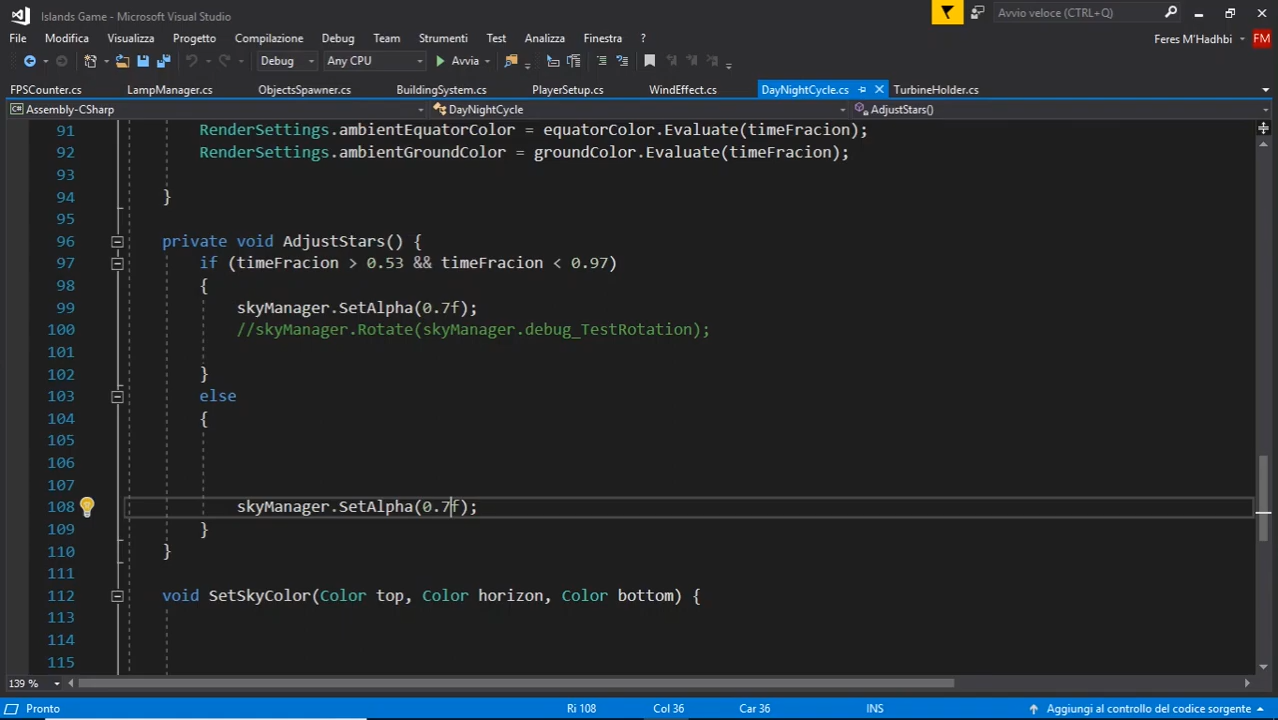 Islands Game - Microsoft Visual Studio
Avvio veloce (CTRL+Q)
File Modifica Visualizza Progetto Compilazione Debug Team Strumenti Test Analizza Finestra ?
Feres M'Hadhbi FM
Debug Any CPU Avvia
FPSCounter.cs LampManager.cs ObjectsSpawner.cs BuildingSystem.cs PlayerSetup.cs WindEffect.cs DayNightCycle.cs TurbineHolder.cs
Assembly-CSharp DayNightCycle AdjustStars()
91 RenderSettings.ambientEquatorColor = equatorColor.Evaluate(timeFracion);
92 RenderSettings.ambientGroundColor = groundColor.Evaluate(timeFracion);
93
94 }
95
96 private void AdjustStars() {
97 if (timeFracion > 0.53 && timeFracion < 0.97)
98 {
99 skyManager.SetAlpha(0.7f);
100 //skyManager.Rotate(skyManager.debug_TestRotation);
101
102 }
103 else
104 {
105
106
107
108 skyManager.SetAlpha(0.7f);
109 }
110 }
111
112 void SetSkyColor(Color top, Color horizon, Color bottom) {
113
114
115
139 %
Pronto Ri 108 Col 36 Car 36 INS Aggiungi al controllo del codice sorgente